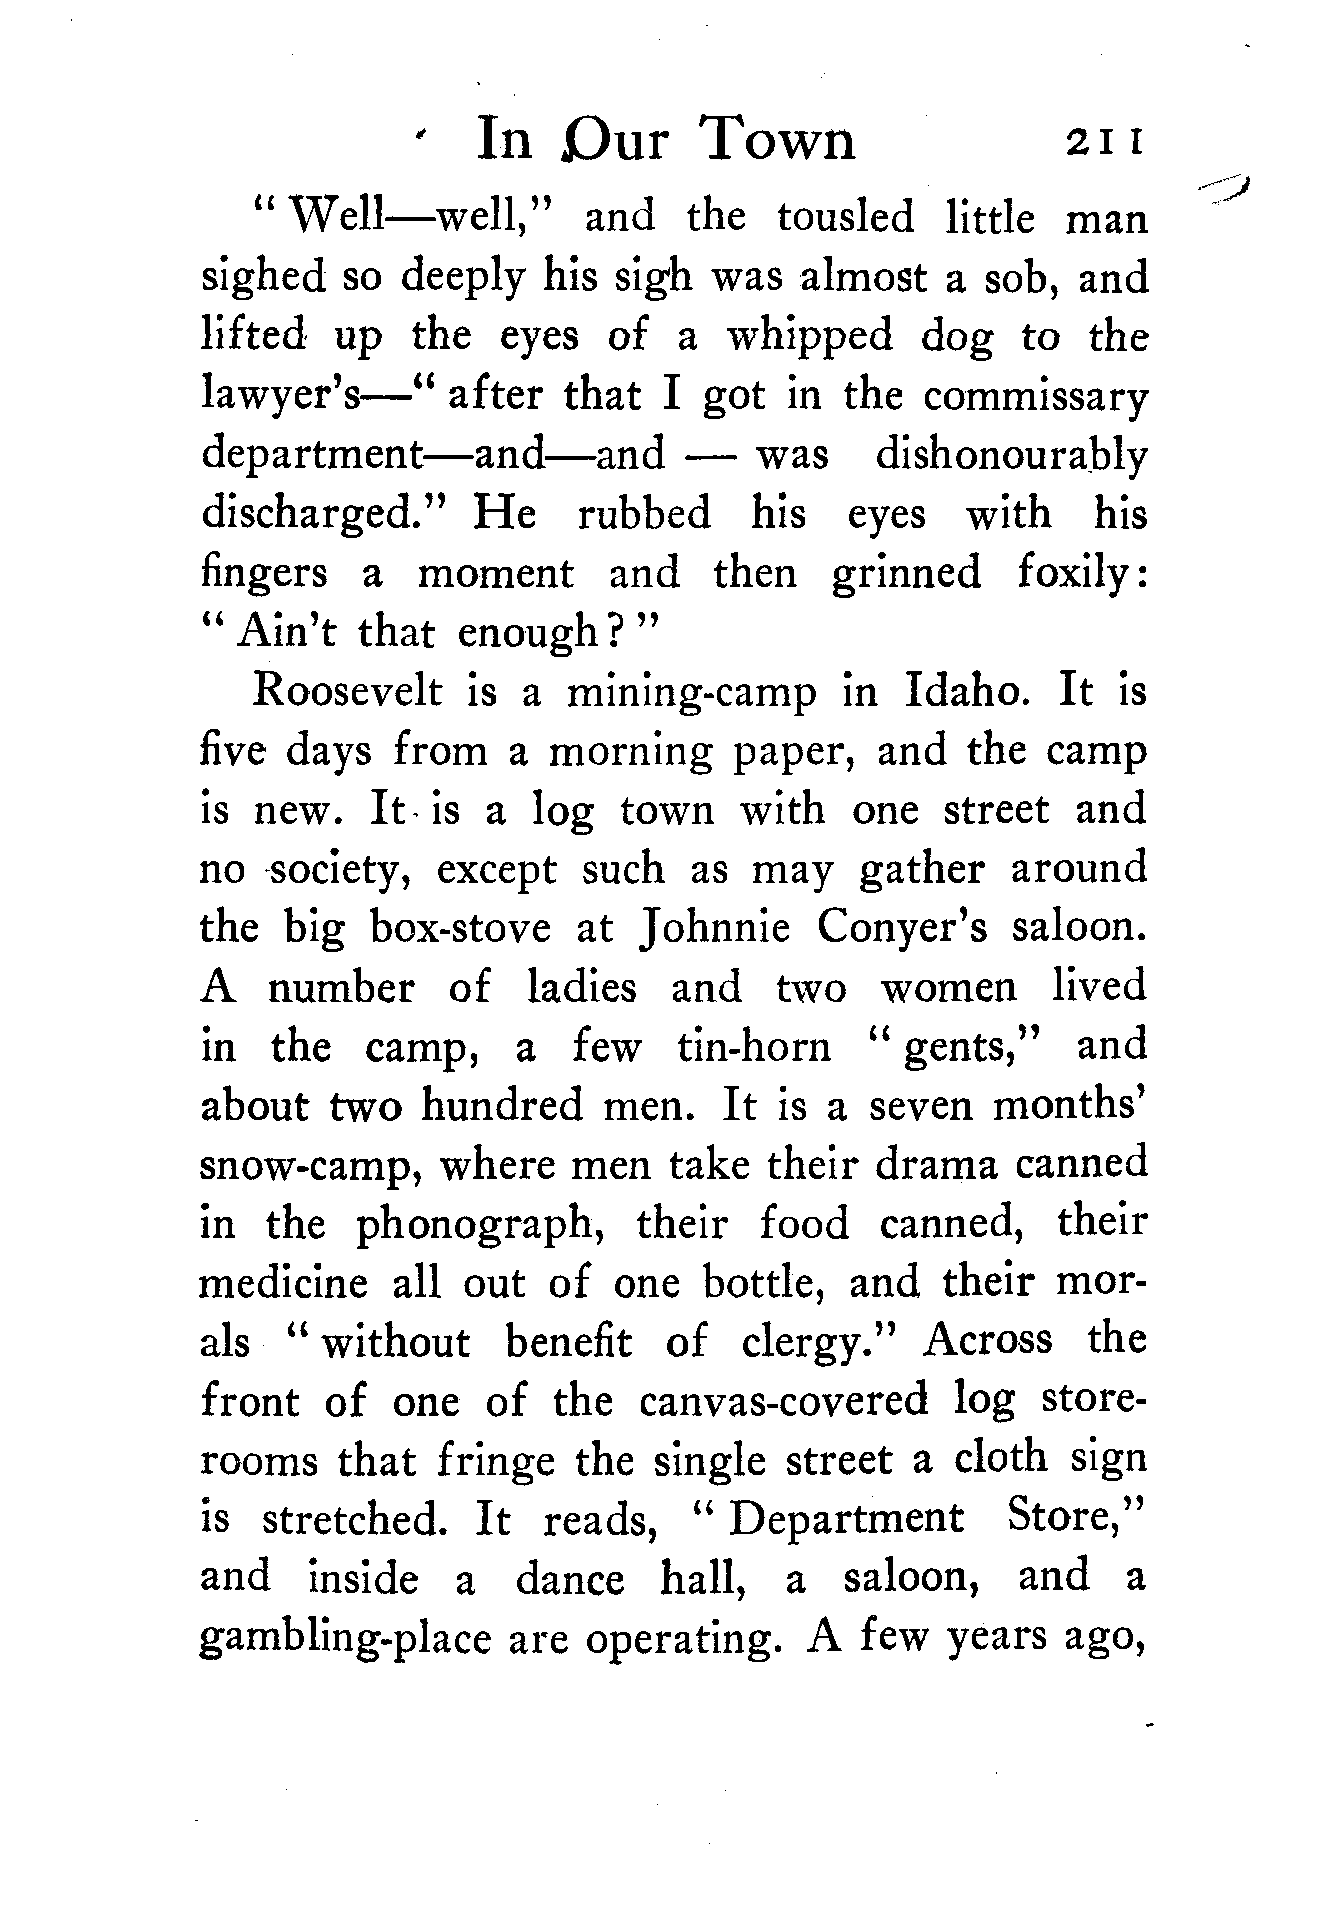 In Our Town 211
“ Well—well,” and the tousled little man
sighed so deeply his sigh was almost a sob, and
lifted up the eyes of a whipped dog to the
lawyer’s—“ after that I got in the commissary
department—and—and — was dishonourably
discharged.” He rubbed his eyes with his
fingers a moment and then grinned foxily:
“ Ain’t that enough? ”
Roosevelt is a mining-camp in Idaho. It is
five days from a morning paper, and the camp
is new. It is a log town with one street and
no society, except such as may gather around
the big box-stove at Johnnie Conyer’s saloon.
A number of ladies and two women lived
in the camp, a few tin-horn “ gents,” and
about two hundred men. It is a seven months’
snow-camp, where men take their drama canned
in the phonograph, their food canned, their
medicine all out of one bottle, and their mor-
als “ without benefit of clergy.” Across the
front of one of the canvas-covered log store-
rooms that fringe the single street a cloth sign
is stretched. It reads, “ Department Store,”
and inside a dance hall, a saloon, and a
gambling-place are operating. A few years ago,